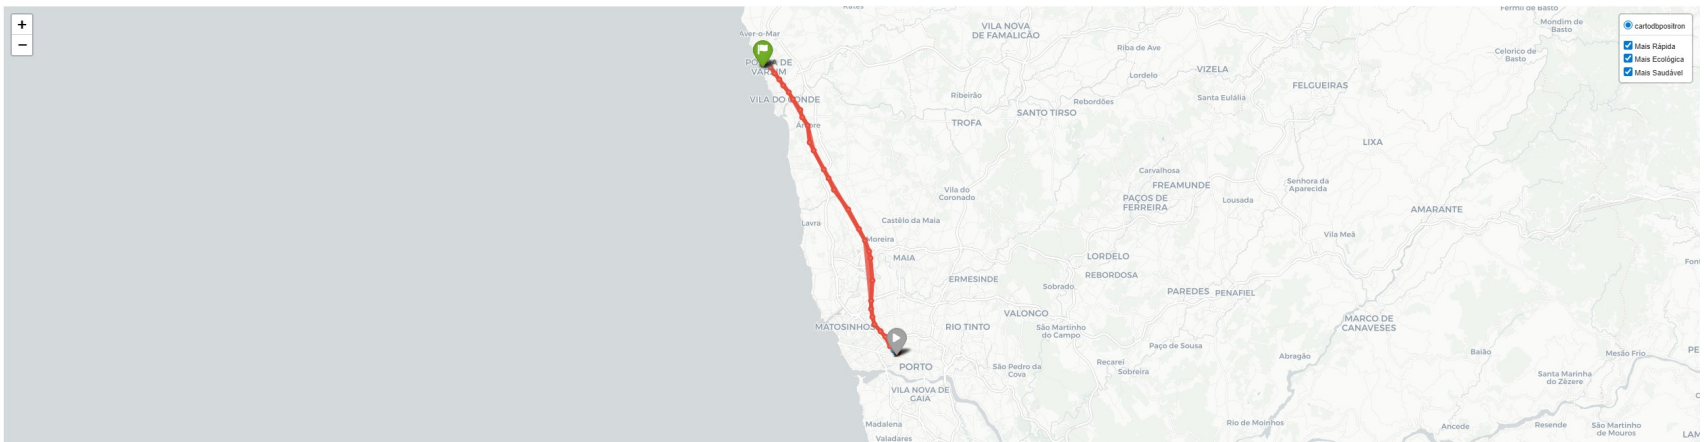 +
−
Fermil de Basto
Rates
Aver-o-Mar
VILA NOVA
DE FAMALICÃO
Mondim de
Basto
cartodbpositron
Riba de Ave
Celorico de
Basto
Mais Rápida
Mais Ecológica
Mais Saudável
VIZELA
Lordelo
FELGUEIRAS
VILA DO CONDE
Ribeirão
Rebordões
Santa Eulália
SANTO TIRSO
TROFA
LIXA
Carvalhosa
FREAMUNDE
Senhora da
Aparecida
Vila do
Coronado
PAÇOS DE
FERREIRA
Lousada
AMARANTE
Lavra
Castêlo da Maia
Vila Meã
Moreira
MAIA
LORDELO
REBORDOSA
ERMESINDE
Sobrado
PAREDES
PENAFIEL
VALONGO
MARCO DE
CANAVESES
MATOSINHOS
RIO TINTO
São Martinho
do Campo
Paço de Sousa
Abragão
Baião
Mesão Frio
PORTO
São Pedro da
Cova
Recarei
Sobreira
Santa Marinha
do Zêzere
VILA NOVA DE
GAIA
Madalena
Valadares
Rio de Moinhos
Ancede
Resende
São Martinho
de Mouros